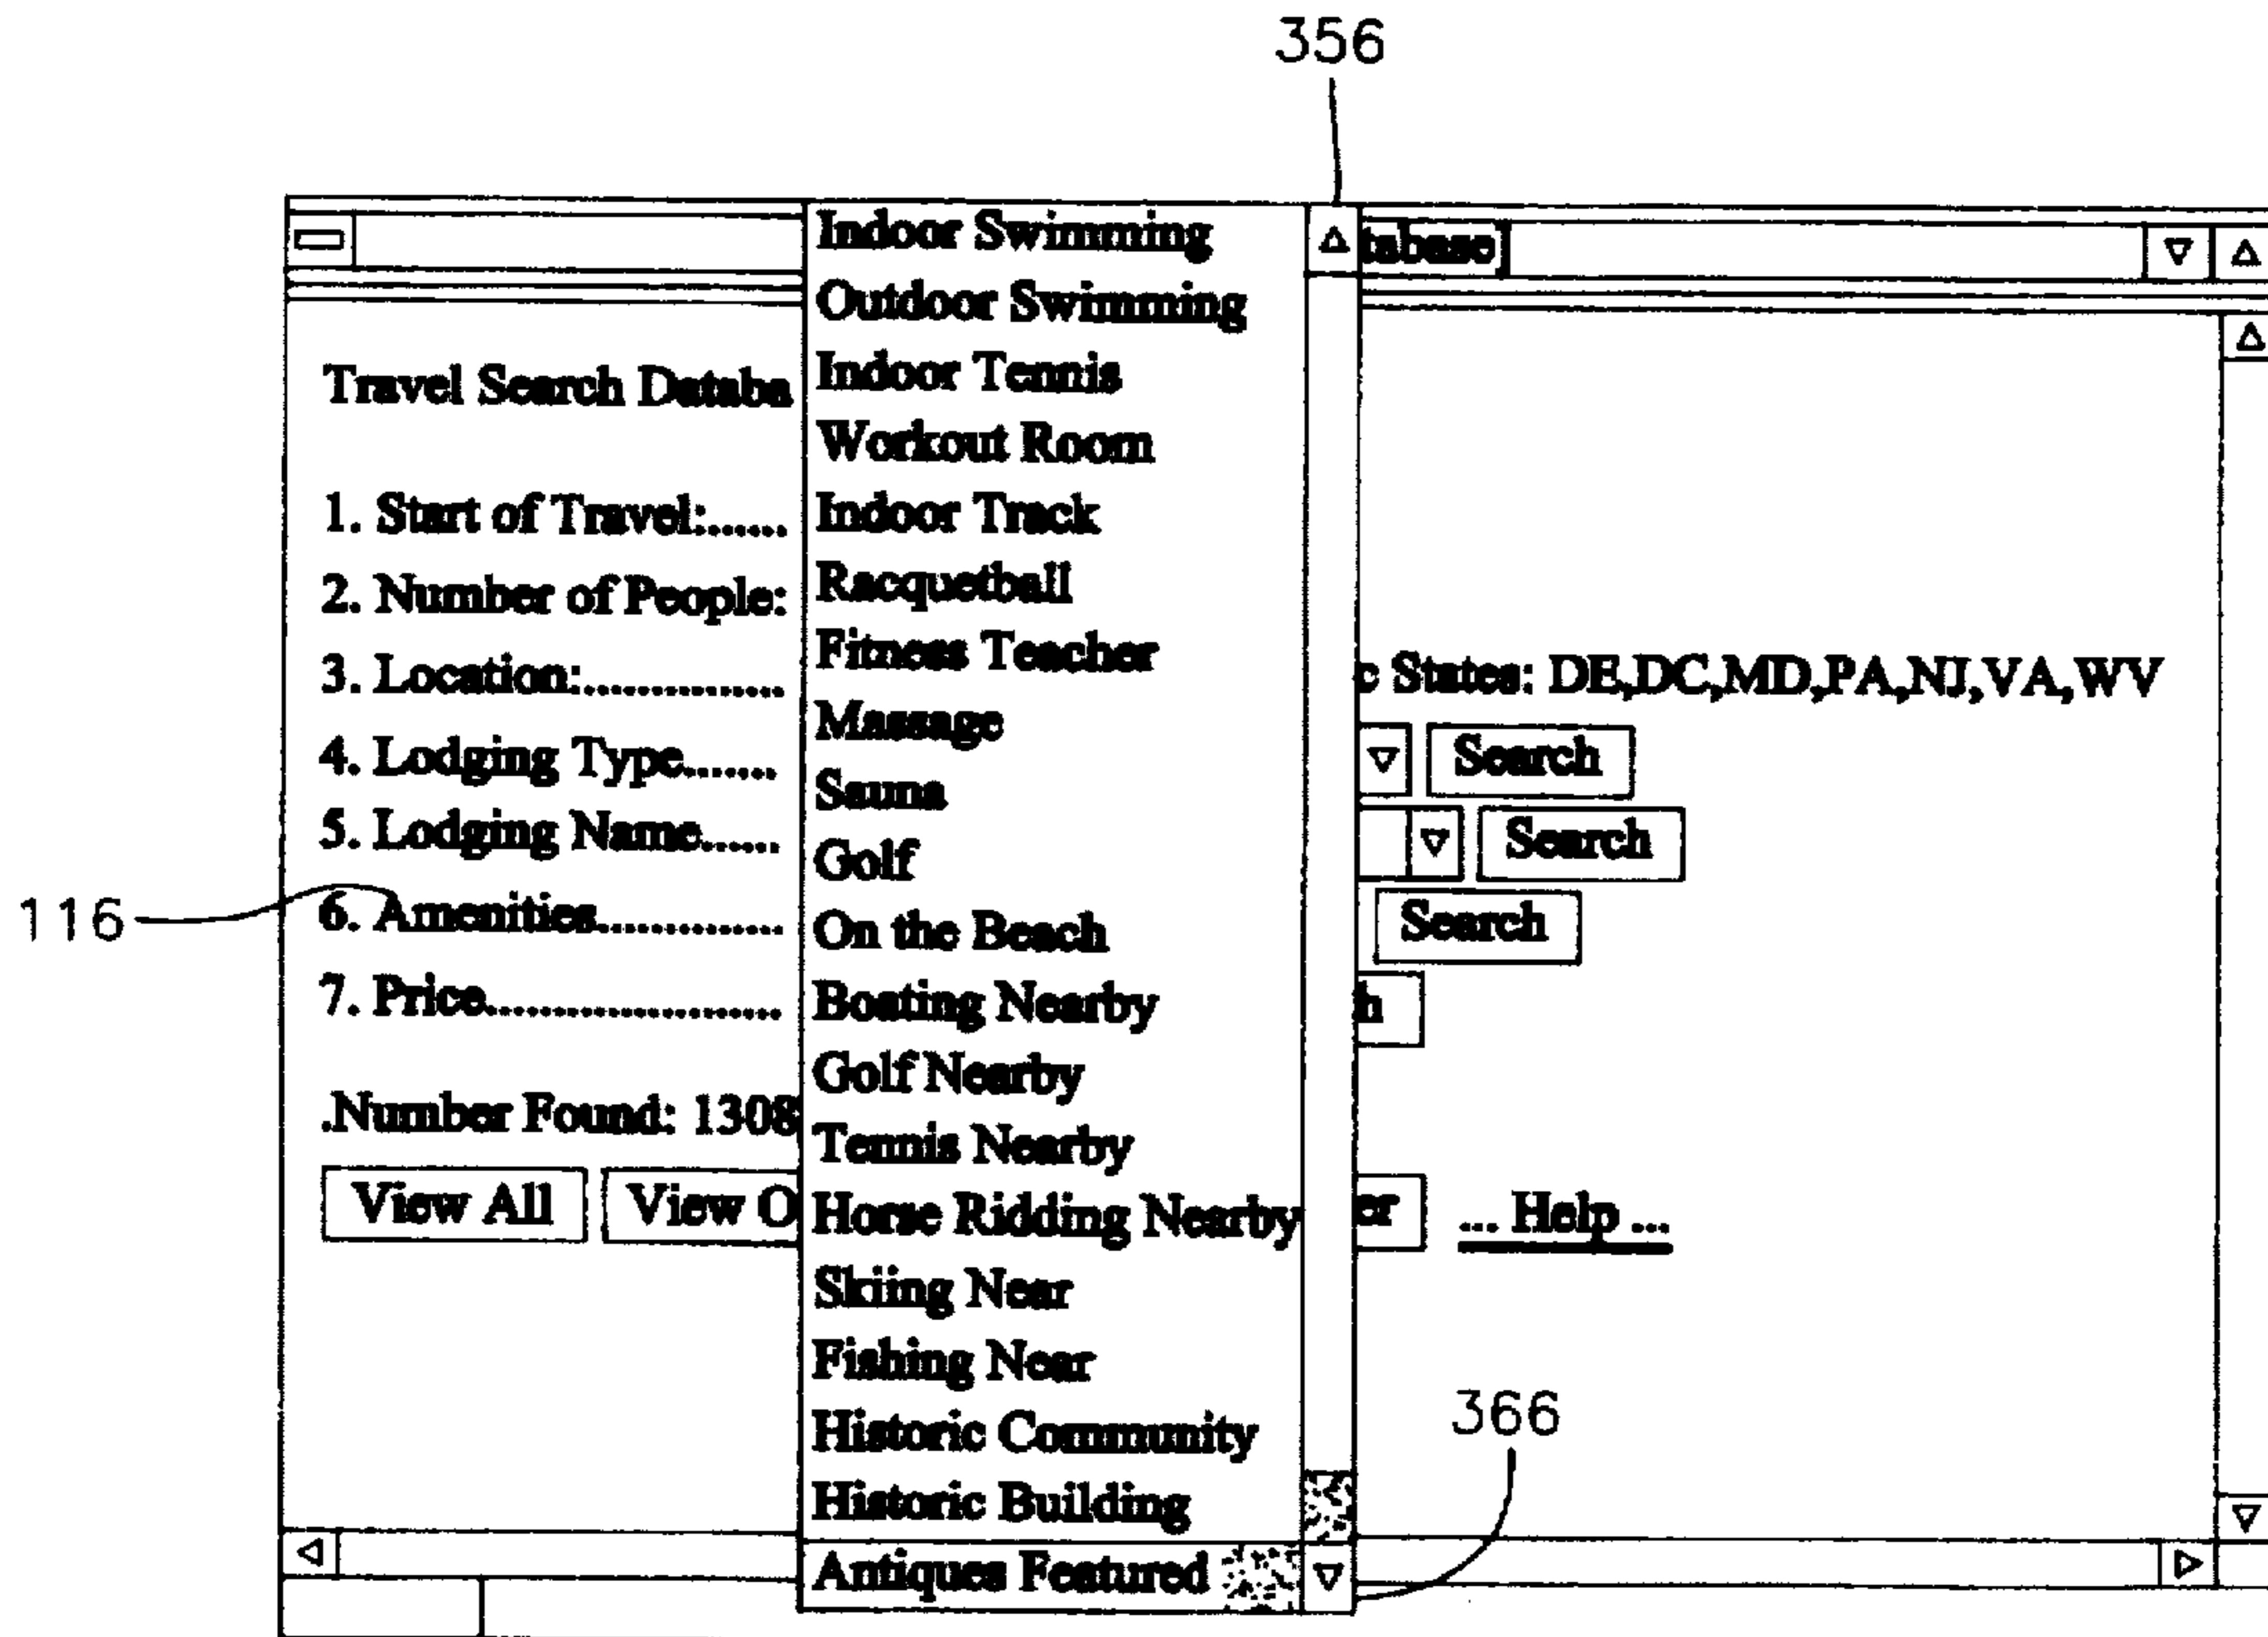 356
Indoor Swimming
tabase]
Outdoor Swimming
Indoor Tennis
Travel Search Databa
Workout Room
1. Start of Travel:......
Indoor Track
2. Number of People:
Racquetball
Fitness Teacher
3. Location:...............
c States: DE,DC,MD,PA,NJ,VA,WV
Massage
4. Lodging Type.......
Search
Sauna
5. Lodging Name......
Search
Golf
116
6. Amenities..............
On the Beach
Search
7. Price......................
Boating Nearby
h
Golf Nearby
.Number Found: 1308
Tennis Nearby
View All
View O
Horse Ridding Nearby
er
... Help ...
Skiing Near
Fishing Near
366
Historic Community
Historic Building
Antiques Featured